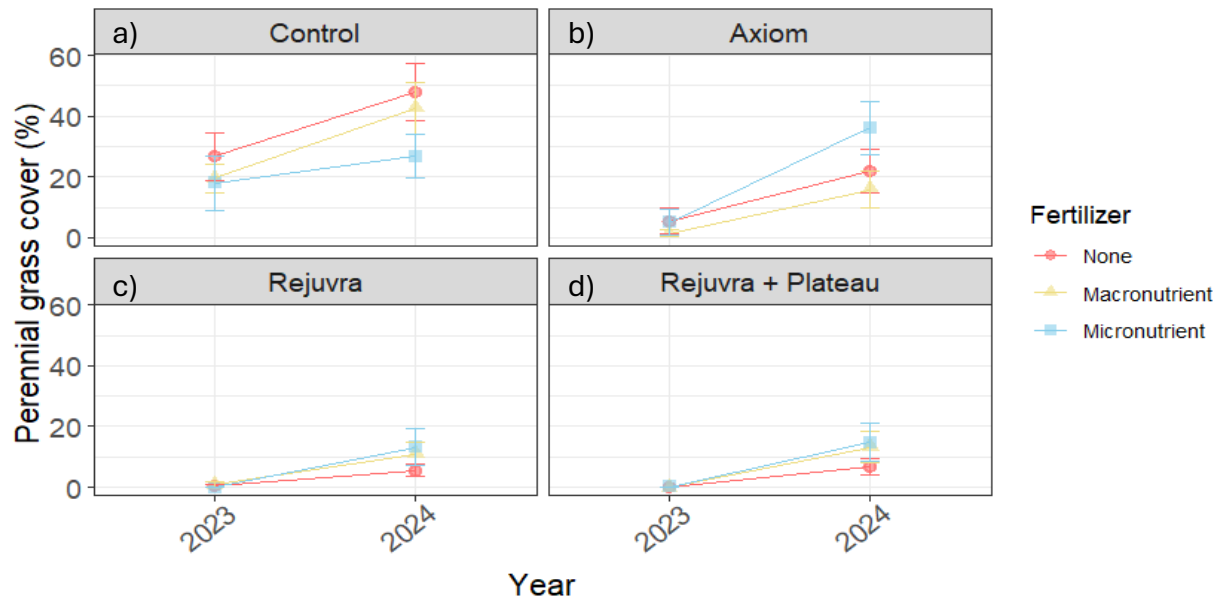 a) Control
b) Axiom
60
40
20
0
c) Rejuvra
d) Rejuvra + Plateau
60
40
20
0
Perennial grass cover (%)
2023
2024
2023
2024
Year
Fertilizer
None
Macronutrient
Micronutrient